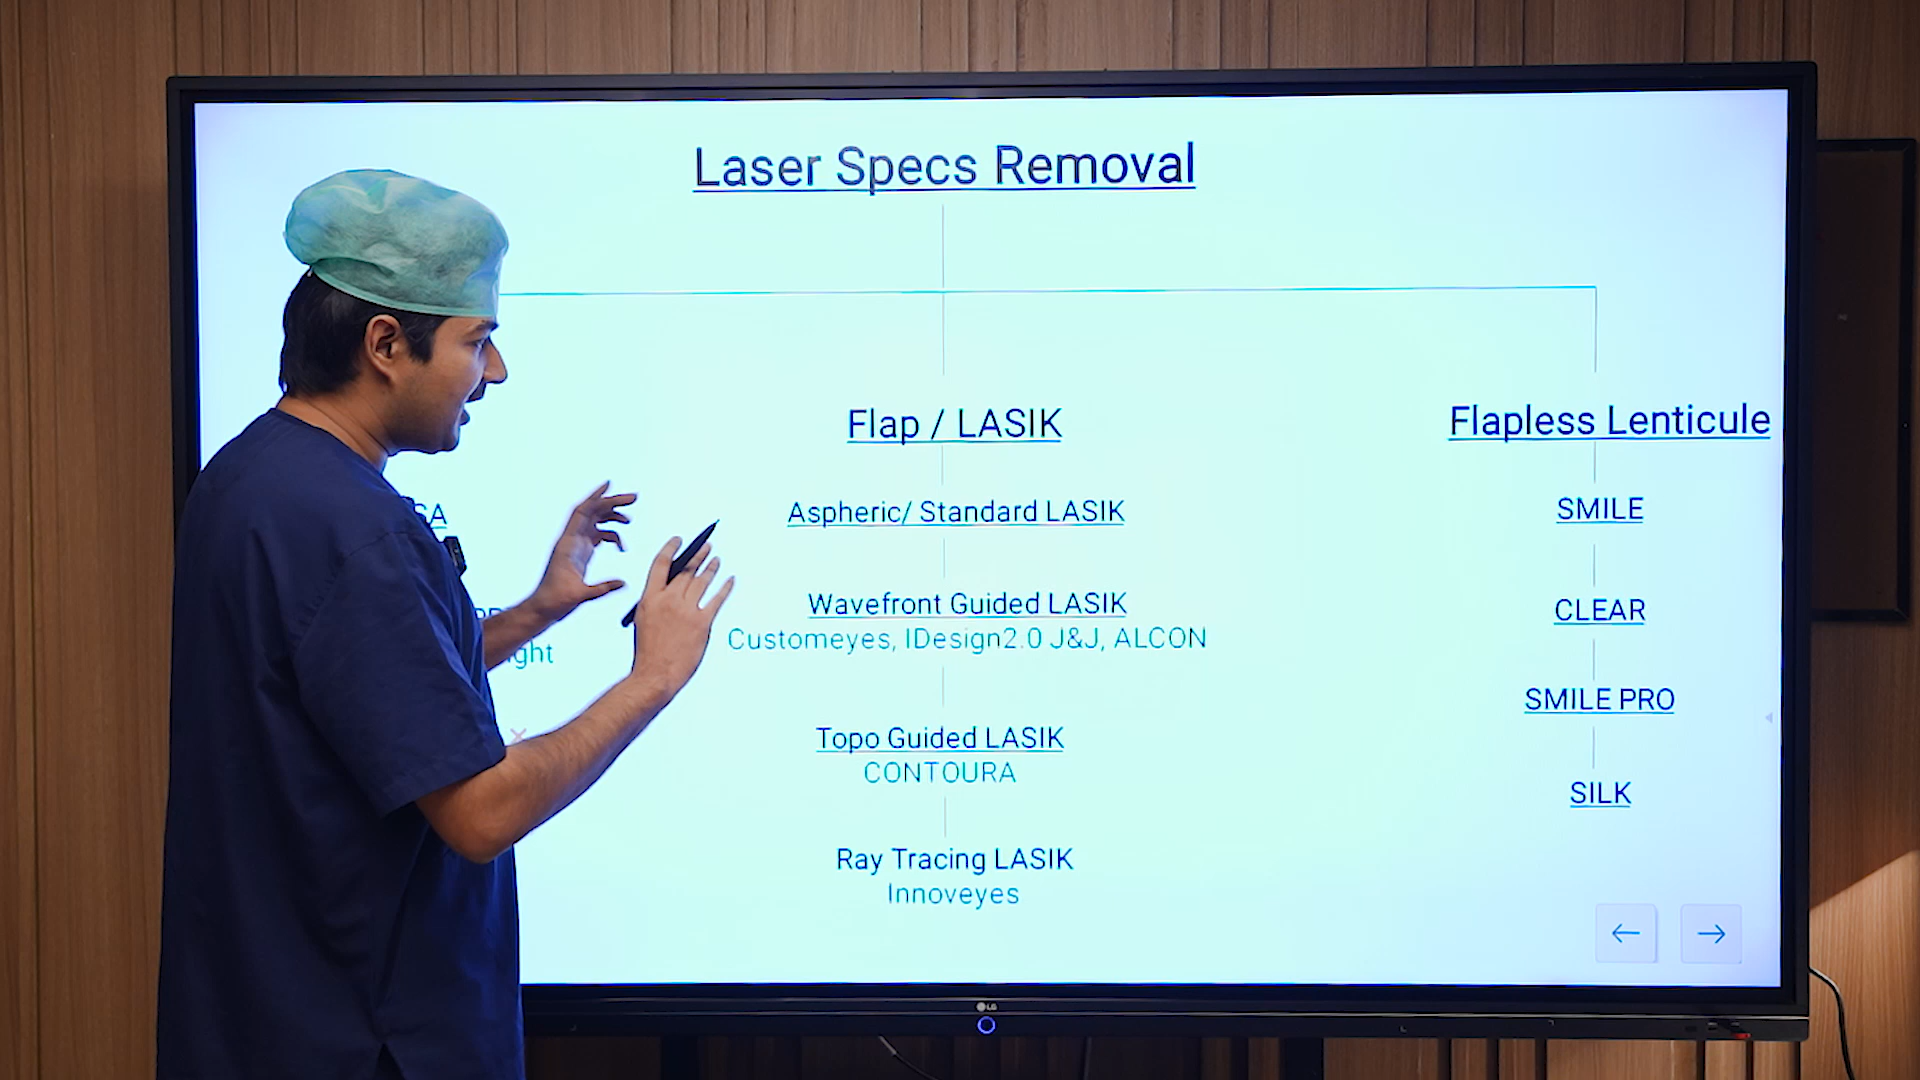 Laser Specs Removal
Flap / LASIK
Flapless Lenticule
Aspheric/ Standard LASIK
SMILE
Wavefront Guided LASIK
Customeyes, IDesign2.0 J&J, ALCON
CLEAR
Topo Guided LASIK
CONTOURA
SMILE PRO
SILK
Ray Tracing LASIK
Innoveyes
LG